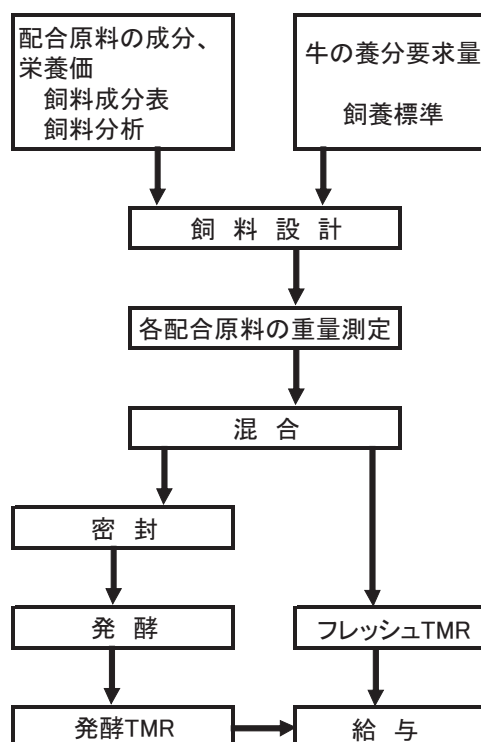 配合原料の成分、
栄養価
飼料成分表
飼料分析
牛の養分要求量
飼養標準
飼料設計
各配合原料の重量測定
混合
密封
発酵
フレッシュTMR
発酵TMR
給与